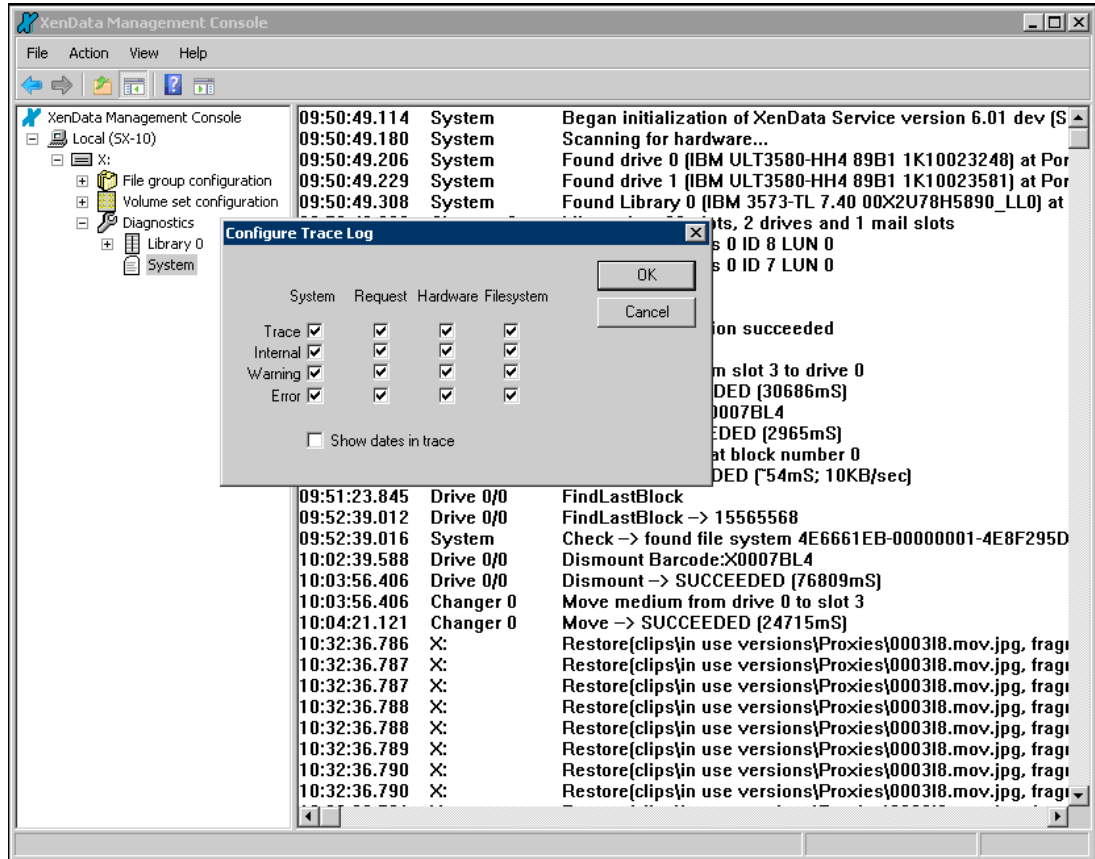 XenData Management Console
File Action View Help
XenData Management Console
Local (SX-10)
X:
File group configuration
Volume set configuration
Diagnostics
Library 0
System
09:50:49.114 System Began initialization of XenData Service version 6.01 dev (S
09:50:49.180 System Scanning for hardware...
09:50:49.206 System Found drive 0 (IBM ULT3580-HH4 89B1 1K10023248) at Por
09:50:49.229 System Found drive 1 (IBM ULT3580-HH4 89B1 1K10023581) at Por
09:50:49.308 System Found Library 0 (IBM 3573-TL 7.40 00X2U78H5890_LL0) at
ots, 2 drives and 1 mail slots
s 0 ID 8 LUN 0
s 0 ID 7 LUN 0
ion succeeded
m slot 3 to drive 0
DED (30686mS)
0007BL4
EDED (2965mS)
at block number 0
DED (~54mS; 10KB/sec)
09:51:23.845 Drive 0/0 FindLastBlock
09:52:39.012 Drive 0/0 FindLastBlock -> 15565568
09:52:39.016 System Check -> found file system 4E6661EB-00000001-4E8F295D
10:02:39.588 Drive 0/0 Dismount Barcode:X0007BL4
10:03:56.406 Drive 0/0 Dismount -> SUCCEEDED (76809mS)
10:03:56.406 Changer 0 Move medium from drive 0 to slot 3
10:04:21.121 Changer 0 Move -> SUCCEEDED (24715mS)
10:32:36.786 X: Restore(clips\in use versions\Proxies\0003I8.mov.jpg, fragi
10:32:36.787 X: Restore(clips\in use versions\Proxies\0003I8.mov.jpg, fragi
10:32:36.787 X: Restore(clips\in use versions\Proxies\0003I8.mov.jpg, fragi
10:32:36.788 X: Restore(clips\in use versions\Proxies\0003I8.mov.jpg, fragi
10:32:36.788 X: Restore(clips\in use versions\Proxies\0003I8.mov.jpg, fragi
10:32:36.789 X: Restore(clips\in use versions\Proxies\0003I8.mov.jpg, fragi
10:32:36.790 X: Restore(clips\in use versions\Proxies\0003I8.mov.jpg, fragi
10:32:36.790 X: Restore(clips\in use versions\Proxies\0003I8.mov.jpg, fragi
Configure Trace Log
OK
Cancel
System Request Hardware Filesystem
Trace
Internal
Warning
Error
Show dates in trace